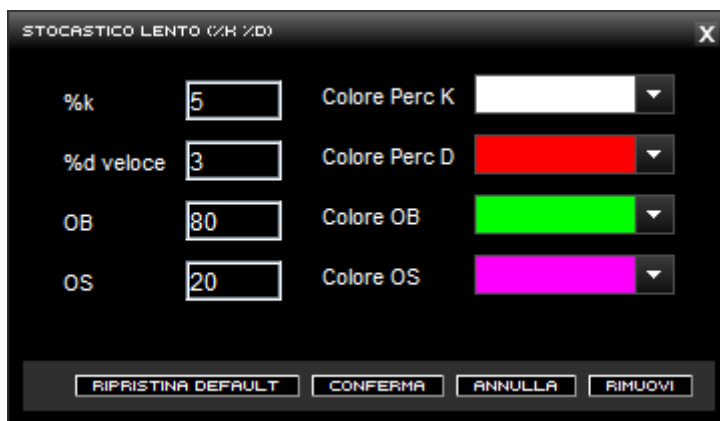 STOCASTICO LENTO (%K %D)
X
%k 5 Colore Perc K
%d veloce 3 Colore Perc D
OB 80 Colore OB
OS 20 Colore OS
RIPRISTINA DEFAULT CONFERMA ANNULLA RIMUOVI